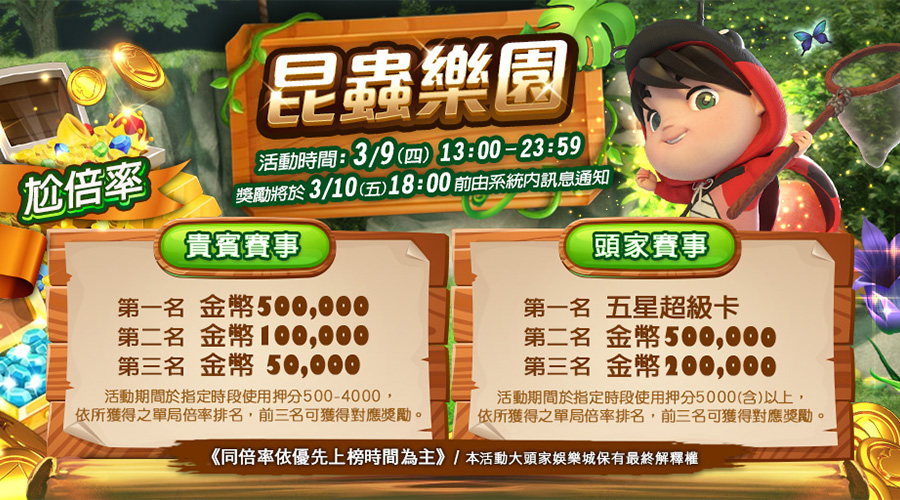 昆蟲樂園
活動時間：3/9(四) 13:00-23:59
獎勵將於 3/10(五)18:00 前由系統內訊息通知
尬倍率
貴賓賽事
第一名 金幣500,000
第二名 金幣100,000
第三名 金幣 50,000
活動期間於指定時段使用押分500-4000，
依所獲得之單局倍率排名，前三名可獲得對應獎勵。
頭家賽事
第一名 五星超級卡
第二名 金幣500,000
第三名 金幣200,000
活動期間於指定時段使用押分5000(含)以上，
依所獲得之單局倍率排名，前三名可獲得對應獎勵。
《同倍率依優先上榜時間為主》/ 本活動大頭家娛樂城保有最終解釋權